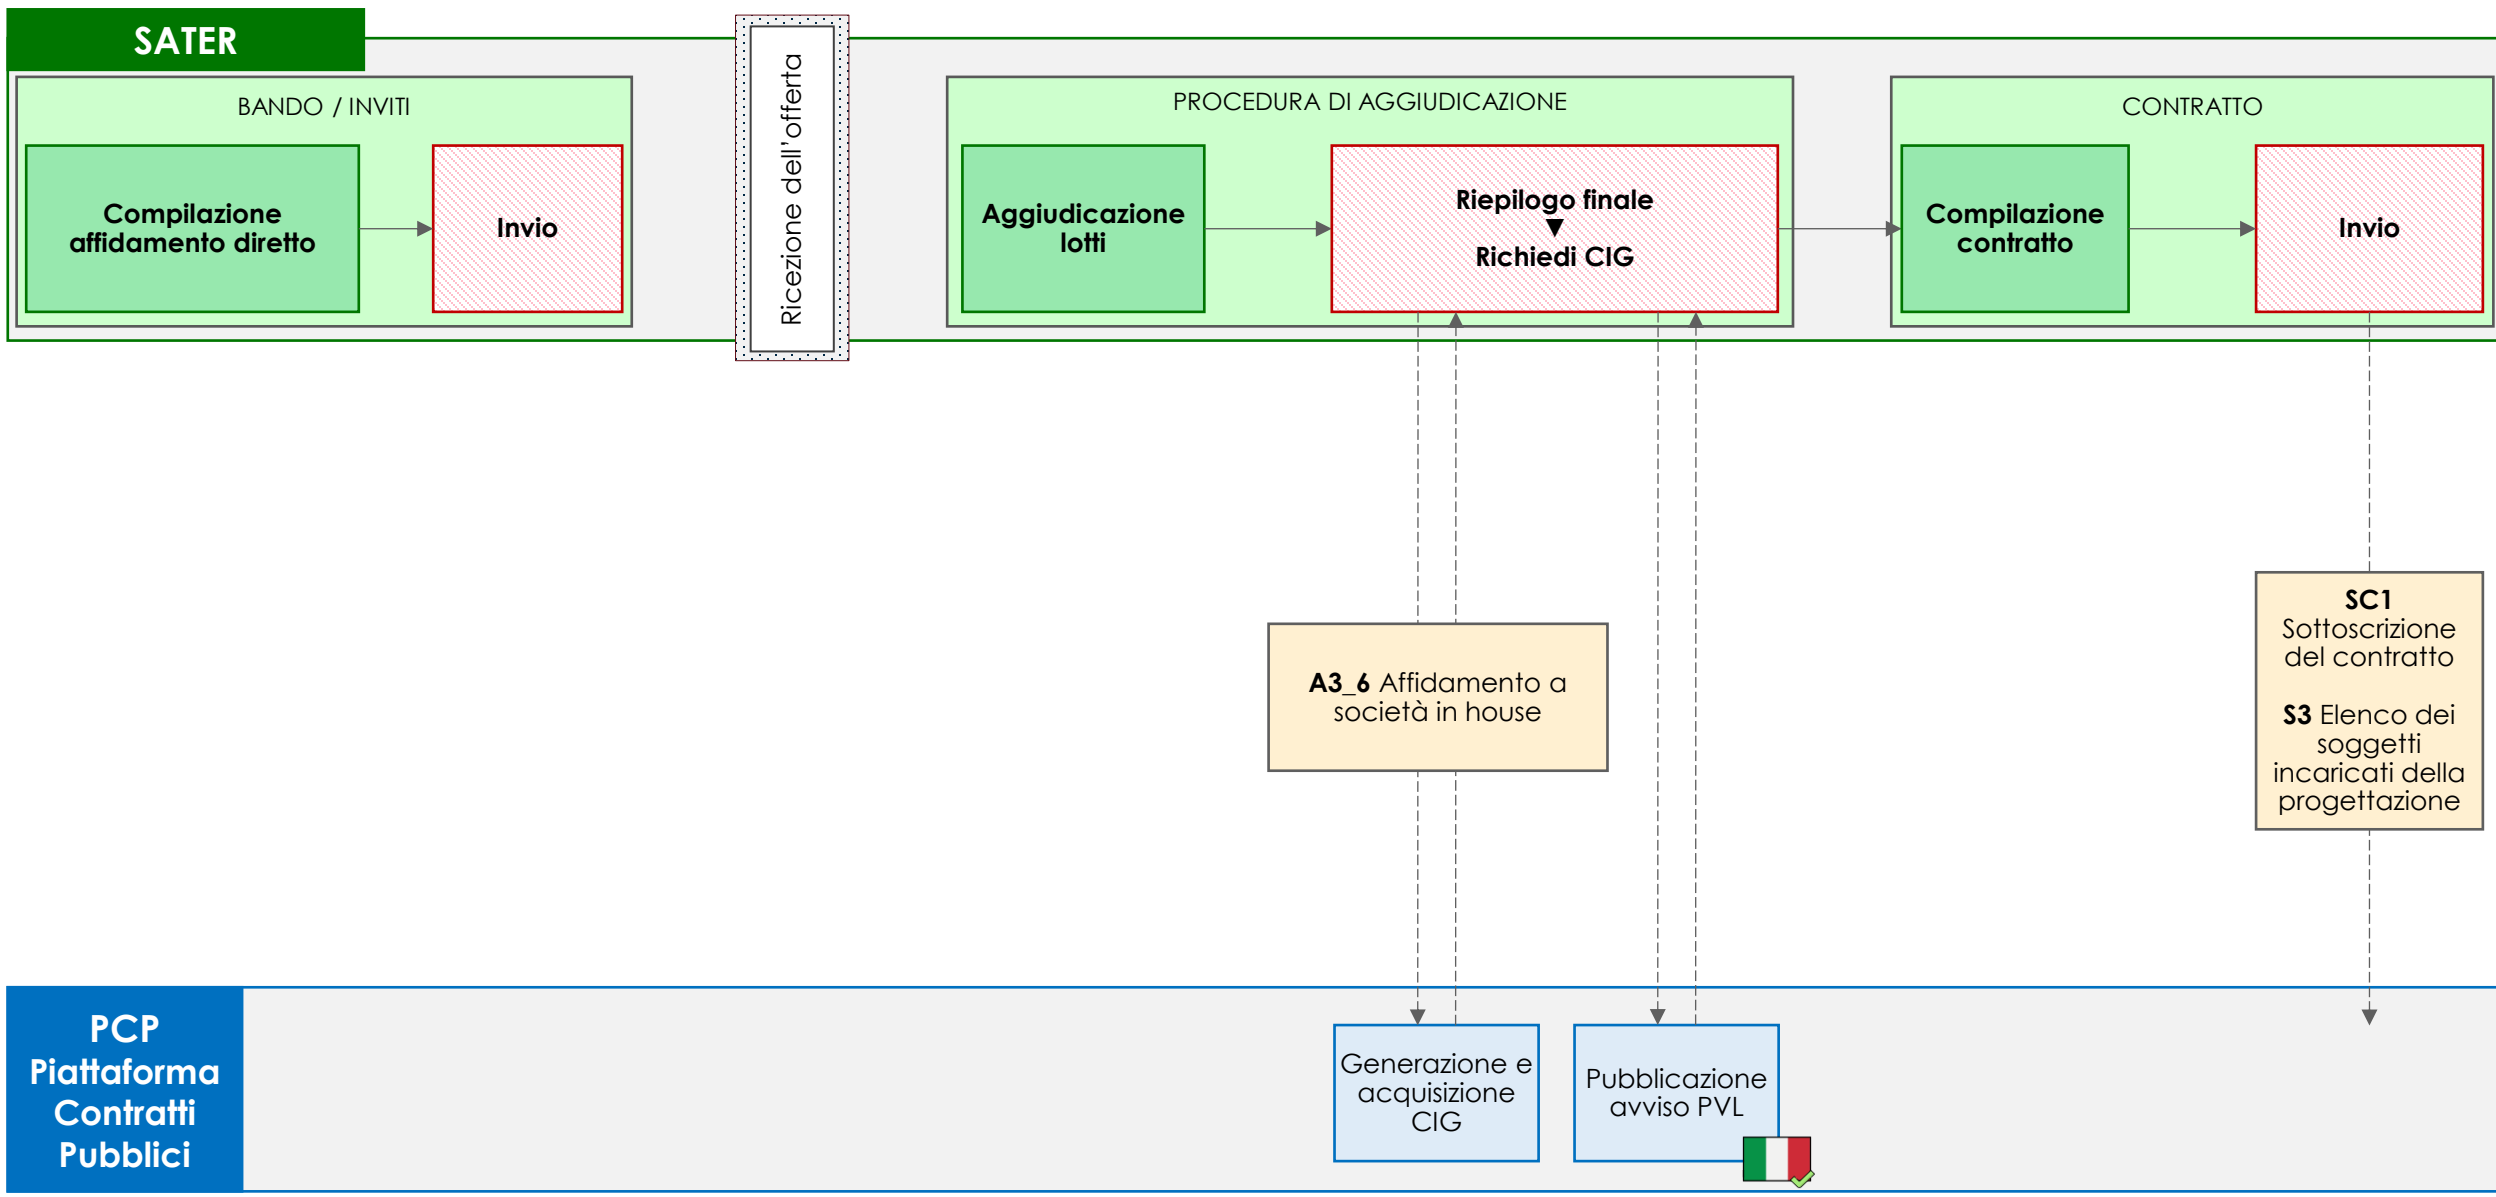 SATER
BANDO / INVITI
Compilazione
affidamento diretto
Invio
Ricezione dell'offerta
PROCEDURA DI AGGIUDICAZIONE
Aggiudicazione
lotti
Riepilogo finale
▼
Richiedi CIG
CONTRATTO
Compilazione
contratto
Invio
A3_6 Affidamento a
società in house
SC1
Sottoscrizione
del contratto
S3 Elenco dei
soggetti
incaricati della
progettazione
PCP
Piattaforma
Contratti
Pubblici
Generazione e
acquisizione
CIG
Pubblicazione
avviso PVL